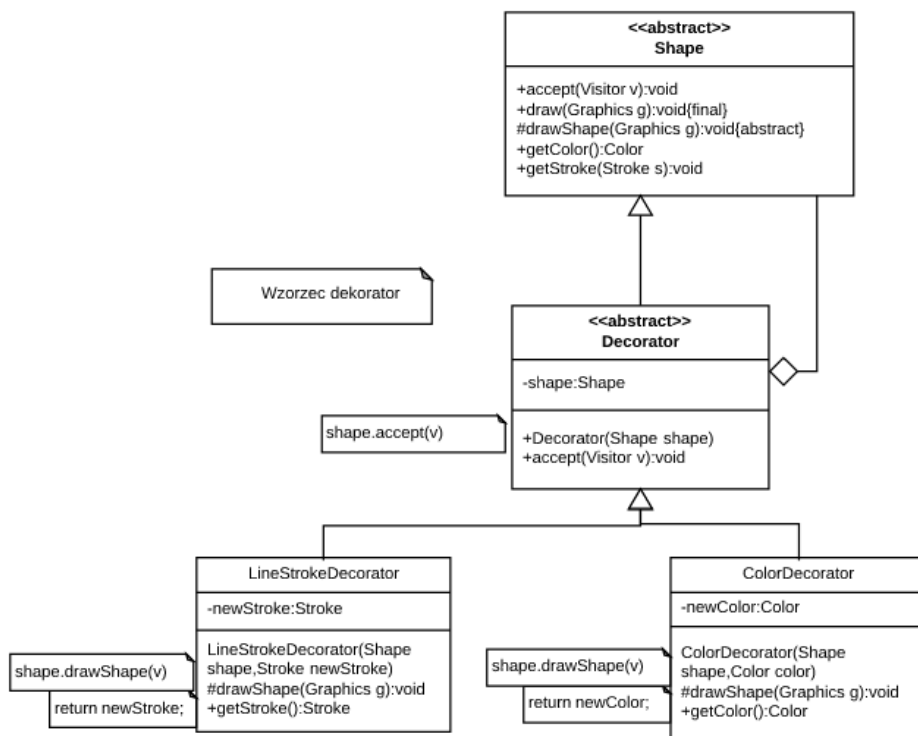 <<abstract>>
Shape
+accept(Visitor v):void
+draw(Graphics g):void{final}
#drawShape(Graphics g):void{abstract}
+getColor():Color
+getStroke(Stroke s):void
Wzorzec dekorator
<<abstract>>
Decorator
-shape:Shape
shape.accept(v)
+Decorator(Shape shape)
+accept(Visitor v):void
LineStrokeDecorator
-newStroke:Stroke
LineStrokeDecorator(Shape
shape,Stroke newStroke)
#drawShape(Graphics g):void
+getStroke():Stroke
shape.drawShape(v)
return newStroke;
ColorDecorator
-newColor:Color
ColorDecorator(Shape
shape,Color color)
#drawShape(Graphics g):void
+getColor():Color
shape.drawShape(v)
return newColor;